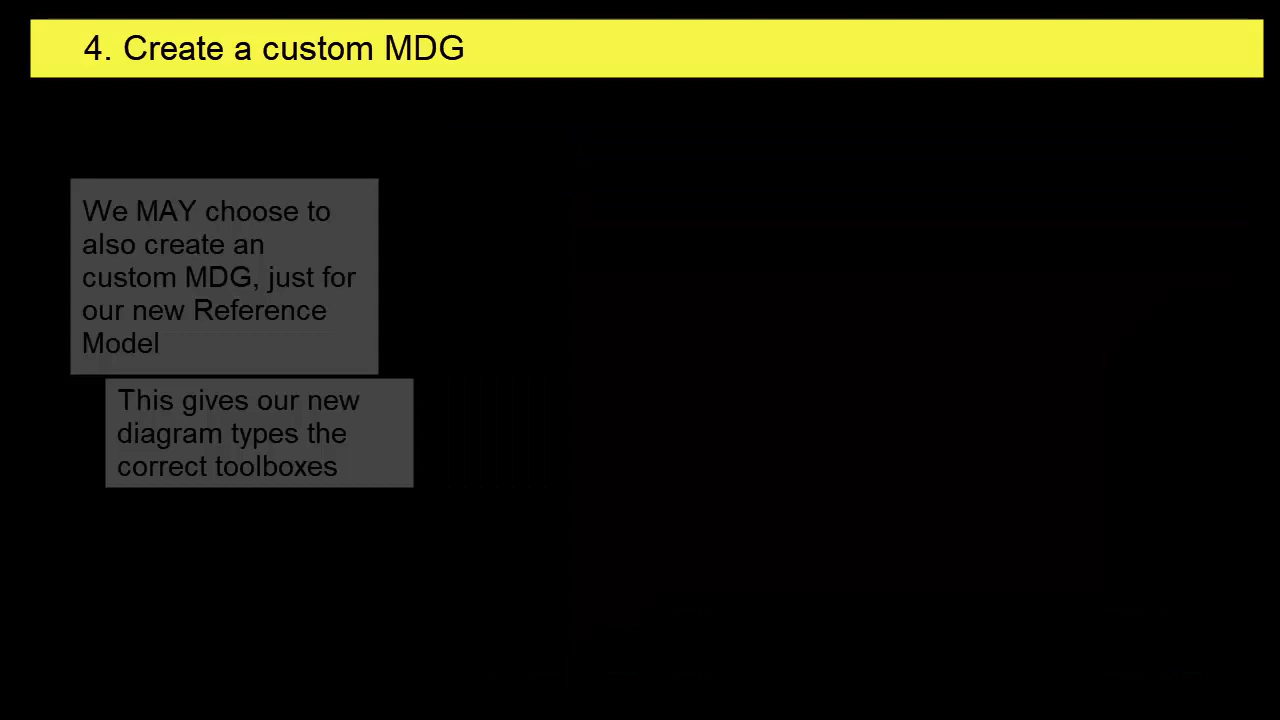 4. Create a custom MDG
We MAY choose to
also create an
custom MDG, just for
our new Reference
Model
This gives our new
diagram types the
correct toolboxes